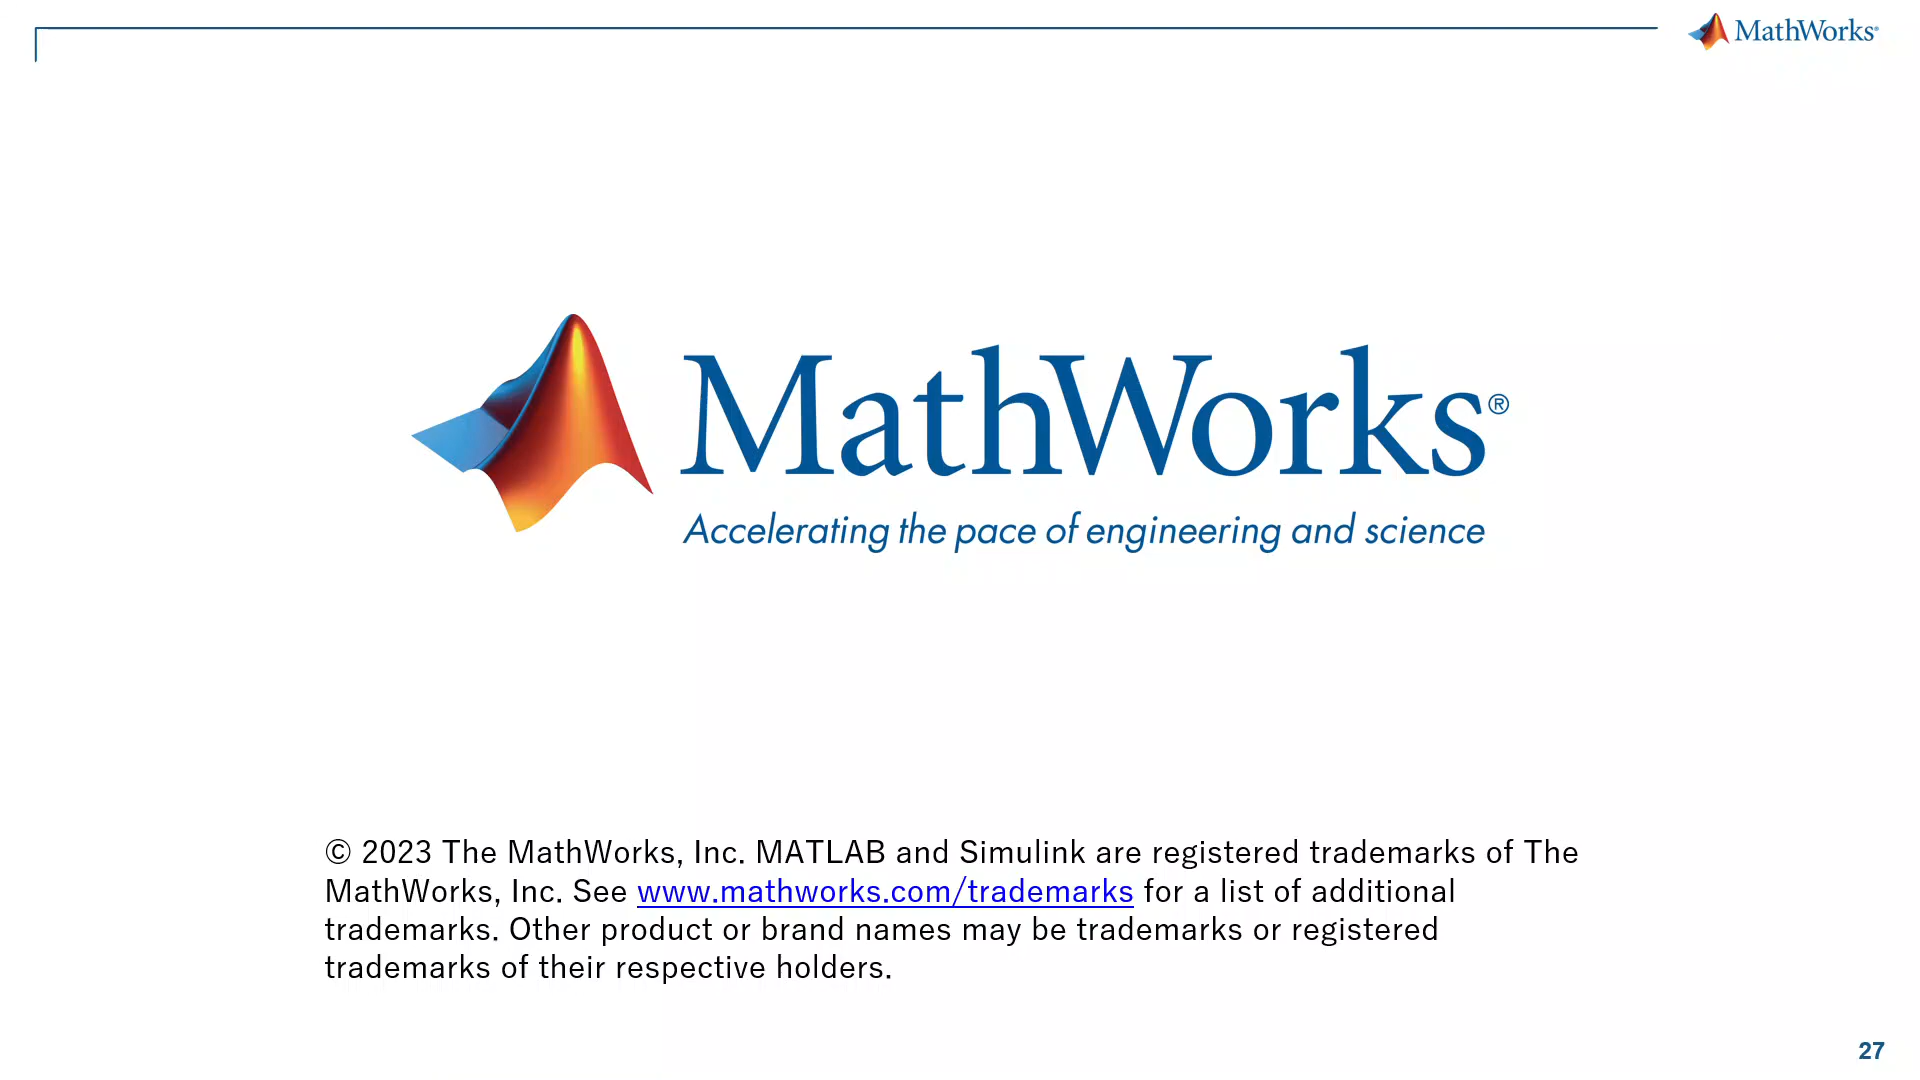 MathWorks®
MathWorks®
Accelerating the pace of engineering and science
© 2023 The MathWorks, Inc. MATLAB and Simulink are registered trademarks of The
MathWorks, Inc. See www.mathworks.com/trademarks for a list of additional
trademarks. Other product or brand names may be trademarks or registered
trademarks of their respective holders.
27